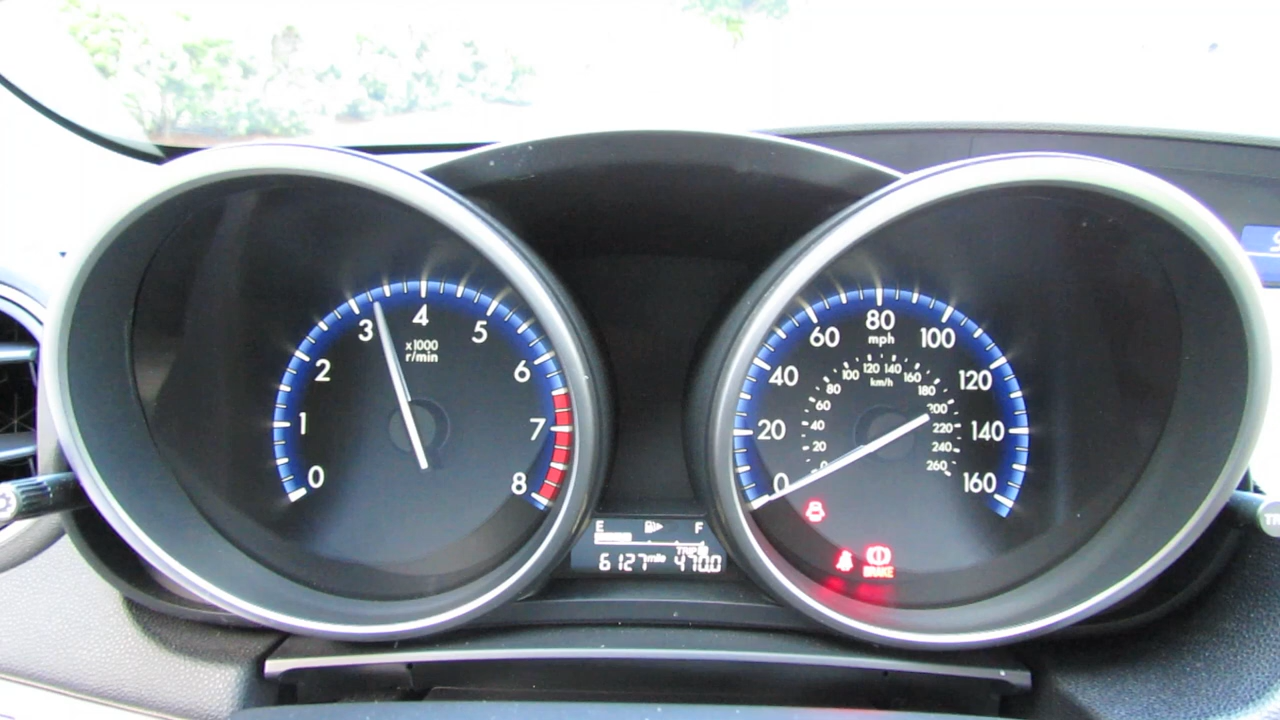 0 1 2 3 4 5 6 7 8
x1000
r/min
0 20 40 60 80 100 120 140 160
mph
0 20 40 60 80 100 120 140 160 180 200 220 240 260
km/h
E F
TRIP
6127 mile 470.0
BRAKE